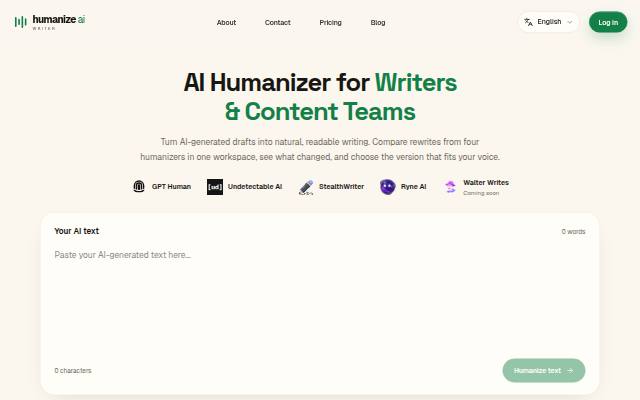 humanize ai
WRITER
About
Contact
Pricing
Blog
English
Log in
AI Humanizer for Writers
& Content Teams
Turn AI-generated drafts into natural, readable writing. Compare rewrites from four
humanizers in one workspace, see what changed, and choose the version that fits your voice.
GPT Human
[ud]
Undetectable AI
StealthWriter
Ryne AI
Walter Writes
Coming soon
Your AI text
0 words
Paste your AI-generated text here...
0 characters
Humanize text